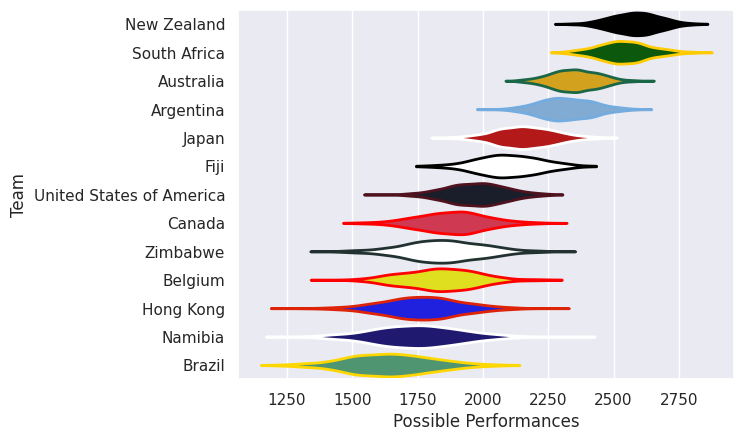 New Zealand
South Africa
Australia
Argentina
Japan
Fiji
United States of America
Canada
Zimbabwe
Belgium
Hong Kong
Namibia
Brazil
Team
1250 1500 1750 2000 2250 2500 2750
Possible Performances